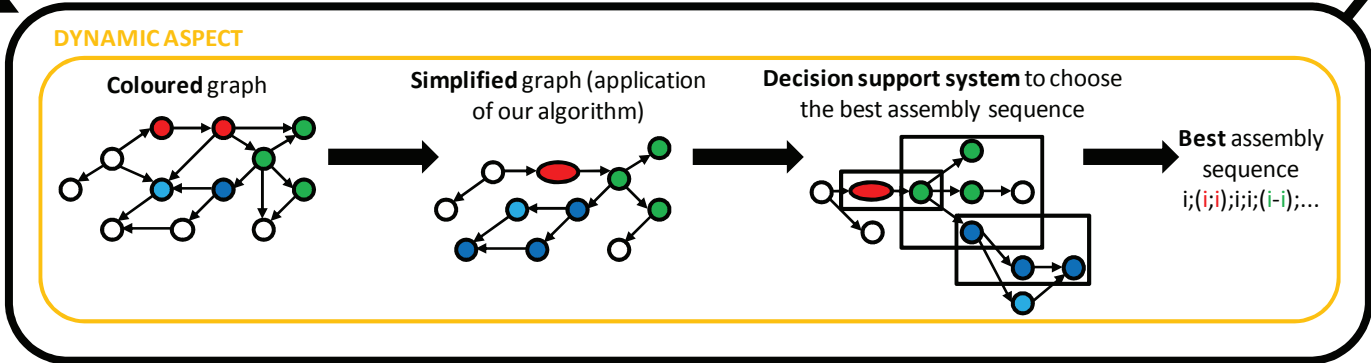 DYNAMIC ASPECT
Coloured graph
Simplified graph (application
of our algorithm)
Decision support system to choose
the best assembly sequence
Best assembly
sequence
i;(i;i);i;i;(i-i);...